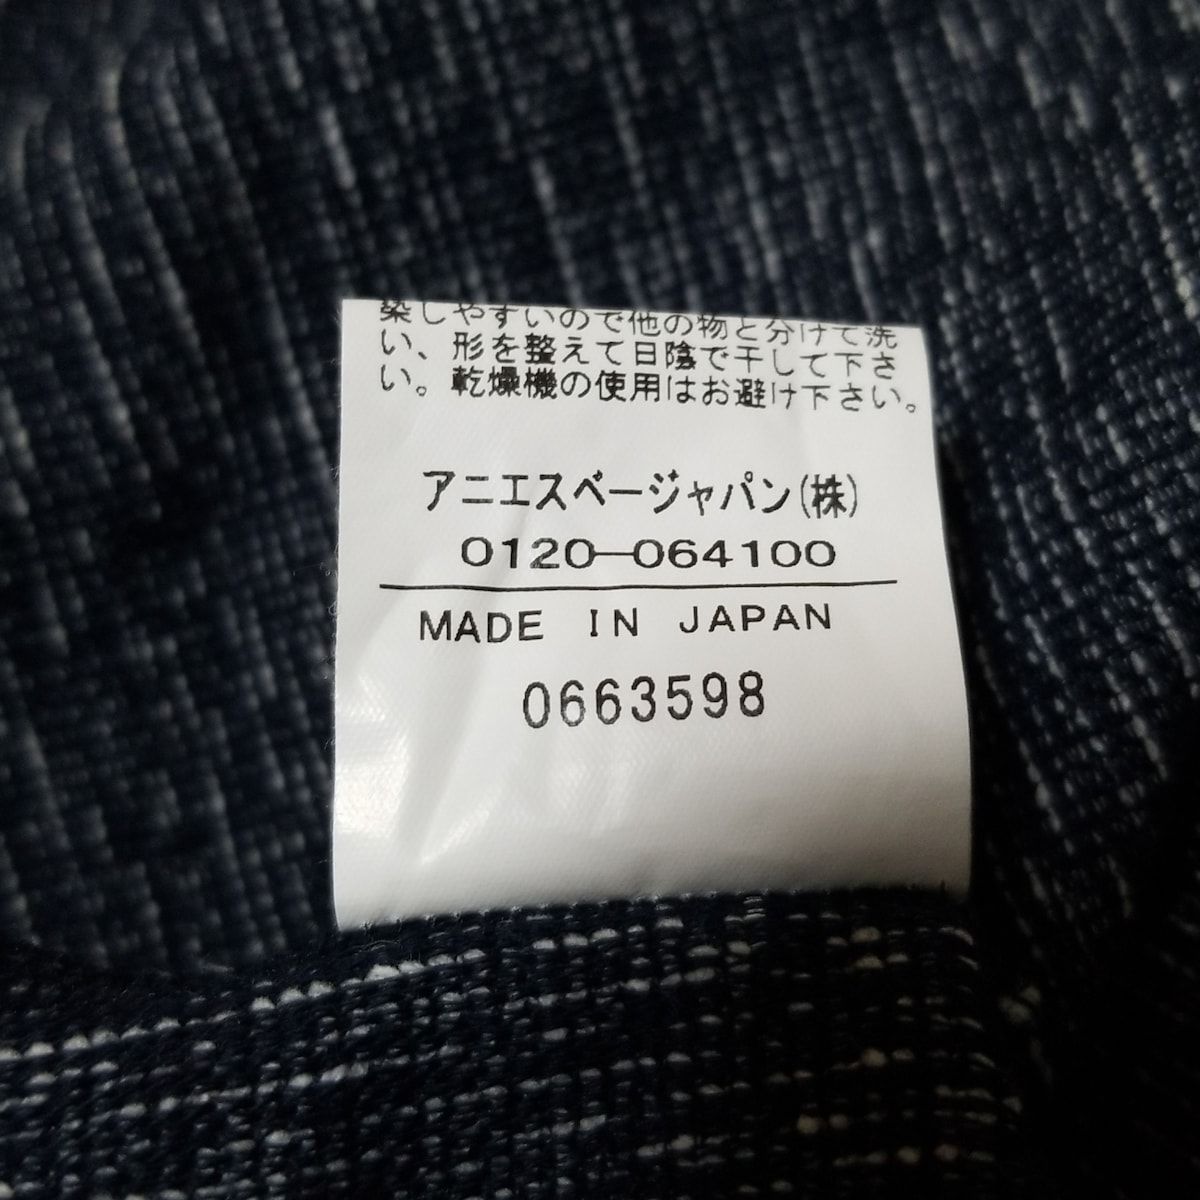 染しやすいので他の物と分けて洗
い、形を整えて日陰で干して下さ
い。乾燥機の使用はお避け下さい。
アニエスベージャパン(株)
0120-064100
MADE IN JAPAN
0663598